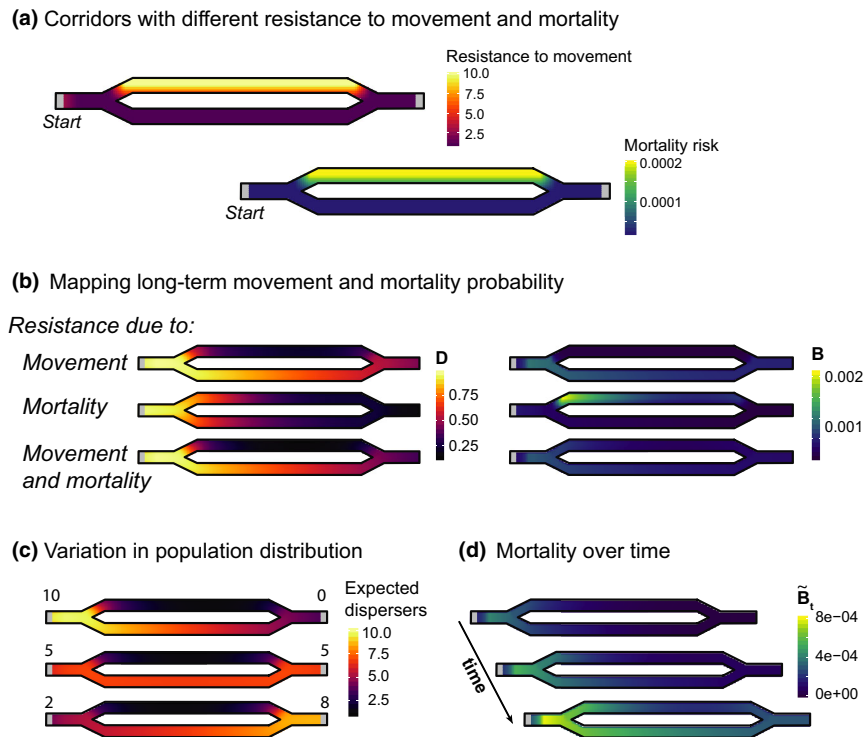 (a) Corridors with different resistance to movement and mortality
Resistance to movement
10.0
7.5
5.0
2.5
Start
Mortality risk
0.0002
0.0001
Start
(b) Mapping long-term movement and mortality probability
Resistance due to:
Movement
Mortality
Movement
and mortality
D
0.75
0.50
0.25
B
0.002
0.001
(c) Variation in population distribution
10 0
5 5
2 8
Expected
dispersers
10.0
7.5
5.0
2.5
(d) Mortality over time
time
B̃t
8e−04
4e−04
0e+00